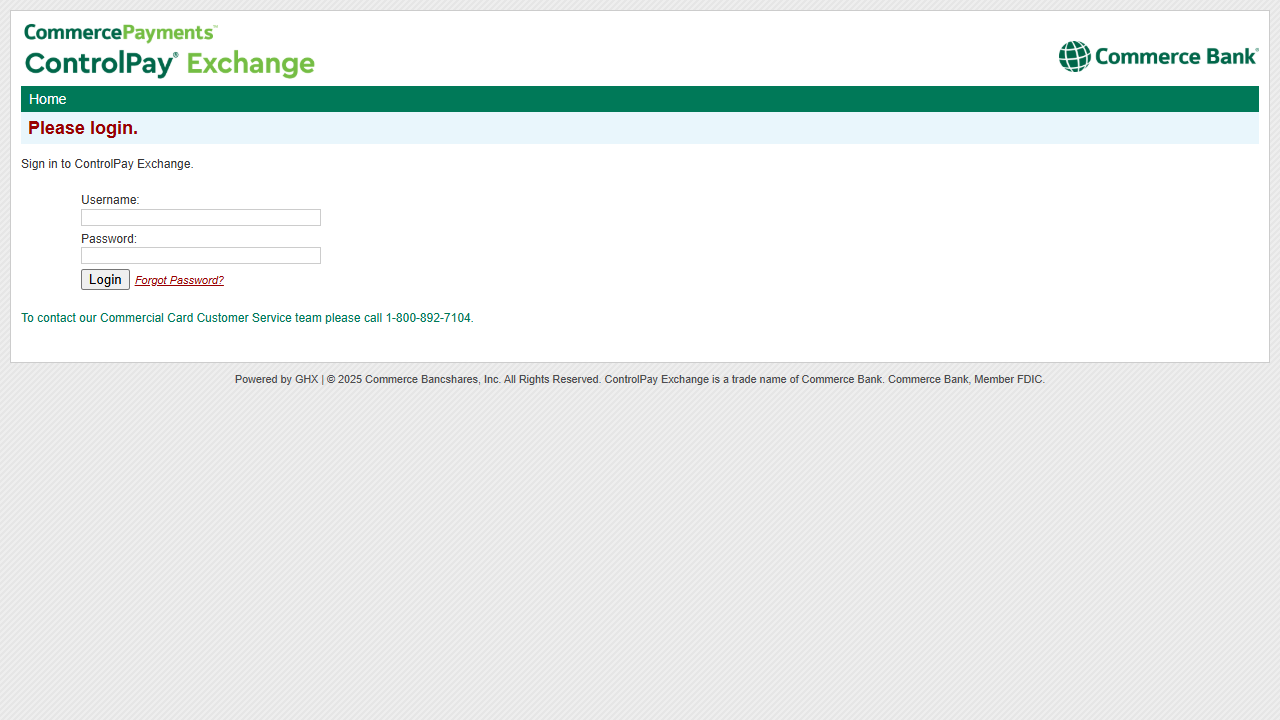 CommercePayments™
ControlPay® Exchange
Commerce Bank®
Home
Please login.
Sign in to ControlPay Exchange.
Username:
Password:
Login Forgot Password?
To contact our Commercial Card Customer Service team please call 1-800-892-7104.
Powered by GHX | © 2025 Commerce Bancshares, Inc. All Rights Reserved. ControlPay Exchange is a trade name of Commerce Bank. Commerce Bank, Member FDIC.